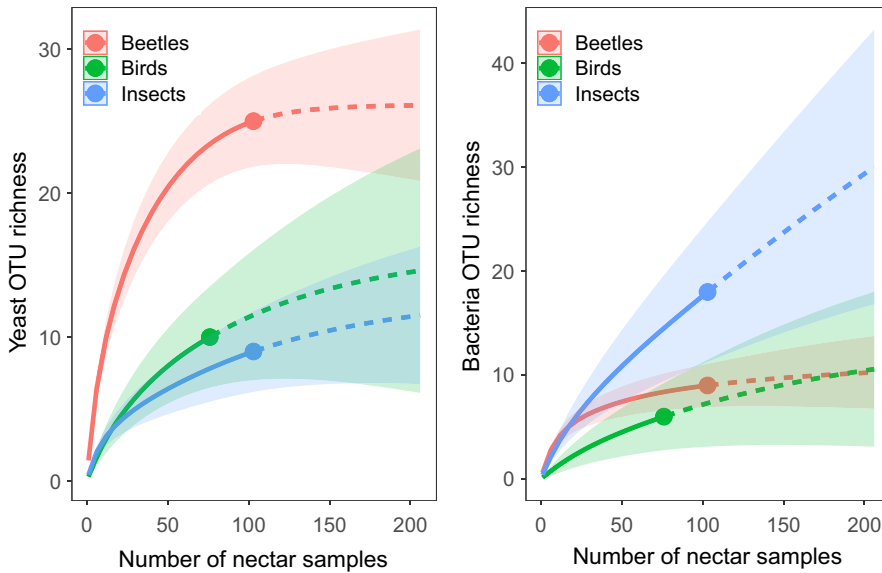 Yeast OTU richness
30
20
10
0
Beetles
Birds
Insects
0 50 100 150 200
Number of nectar samples
Bacteria OTU richness
40
30
20
10
0
Beetles
Birds
Insects
0 50 100 150 200
Number of nectar samples